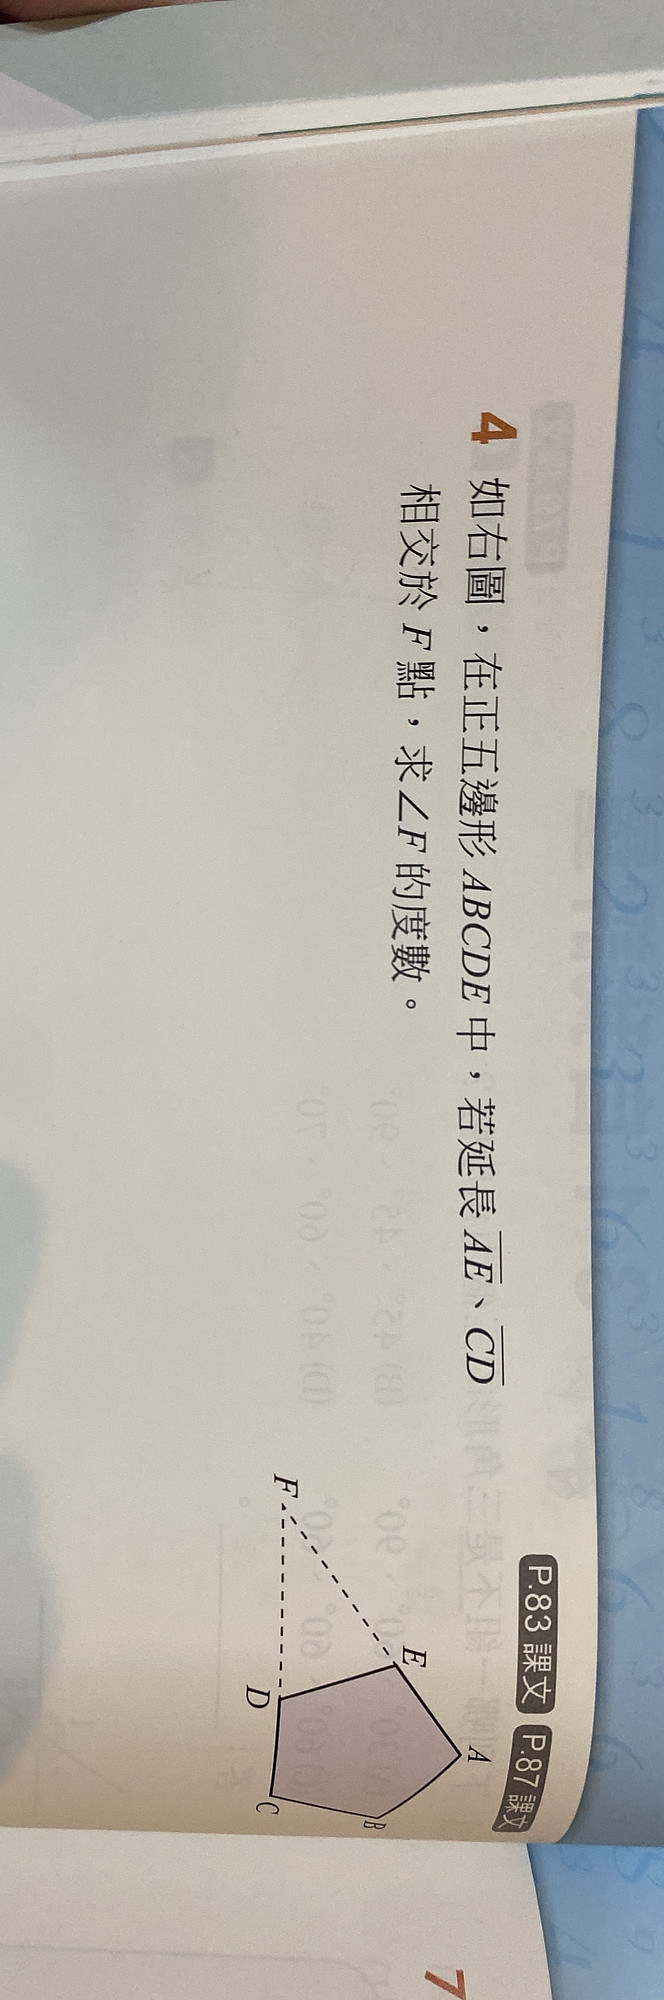 P.83 課文 P.87 課文
4 如右圖，在正五邊形 ABCDE 中，若延長 AE、CD
相交於 F 點，求∠F 的度數。
A
B
C
D
E
F
7